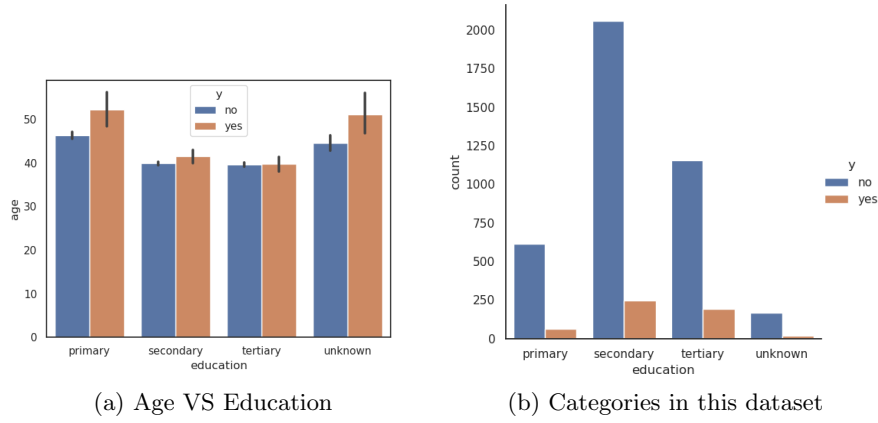 y
no
yes
50
40
30
20
10
0
age
primary secondary tertiary unknown
education
(a) Age VS Education
2000
1750
1500
1250
1000
750
500
250
0
count
y
no
yes
primary secondary tertiary unknown
education
(b) Categories in this dataset